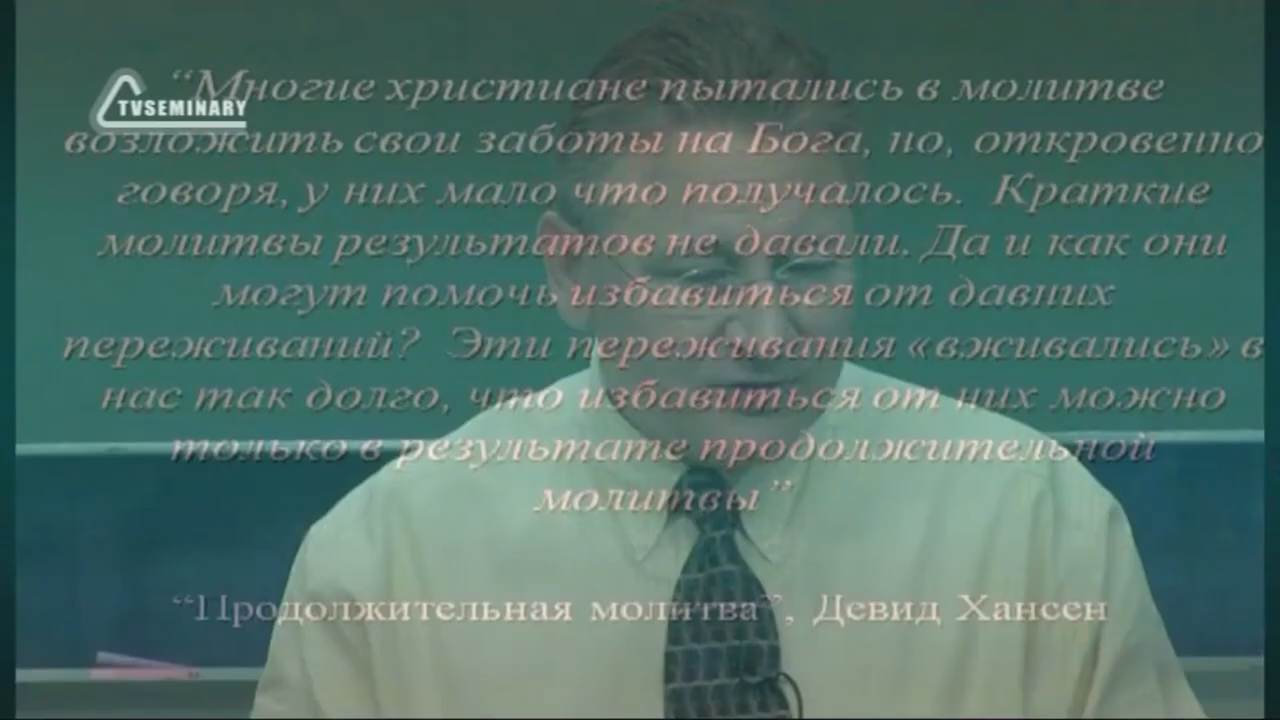 TVSEMINARY
“Многие христиане пытались в молитве
возложить свои заботы на Бога, но, откровенно
говоря, у них мало что получалось. Краткие
молитвы результатов не давали. Да и как они
могут помочь избавиться от давних
переживаний? Эти переживания «вживались» в
нас так долго, что избавиться от них можно
только в результате продолжительной
молитвы”
“Продолжительная молитва”, Девид Хансен